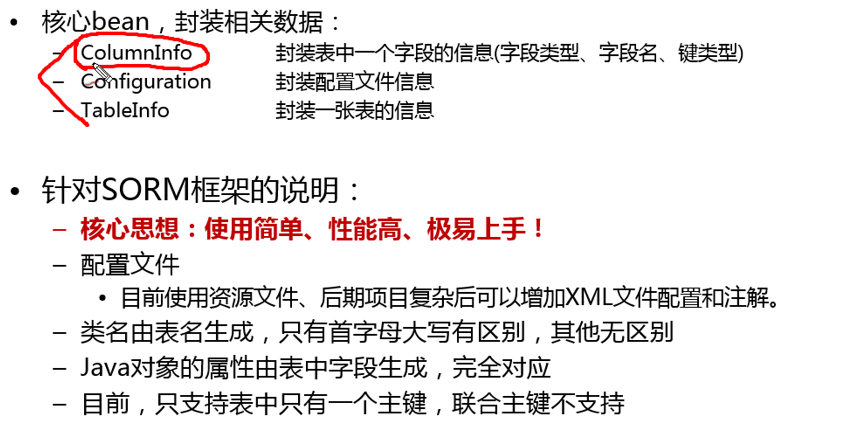 • 核心bean，封装相关数据：
– ColumnInfo 封装表中一个字段的信息(字段类型、字段名、键类型)
– Configuration 封装配置文件信息
– TableInfo 封装一张表的信息
• 针对SORM框架的说明：
– 核心思想：使用简单、性能高、极易上手！
– 配置文件
• 目前使用资源文件、后期项目复杂后可以增加XML文件配置和注解。
– 类名由表名生成，只有首字母大写有区别，其他无区别
– Java对象的属性由表中字段生成，完全对应
– 目前，只支持表中只有一个主键，联合主键不支持